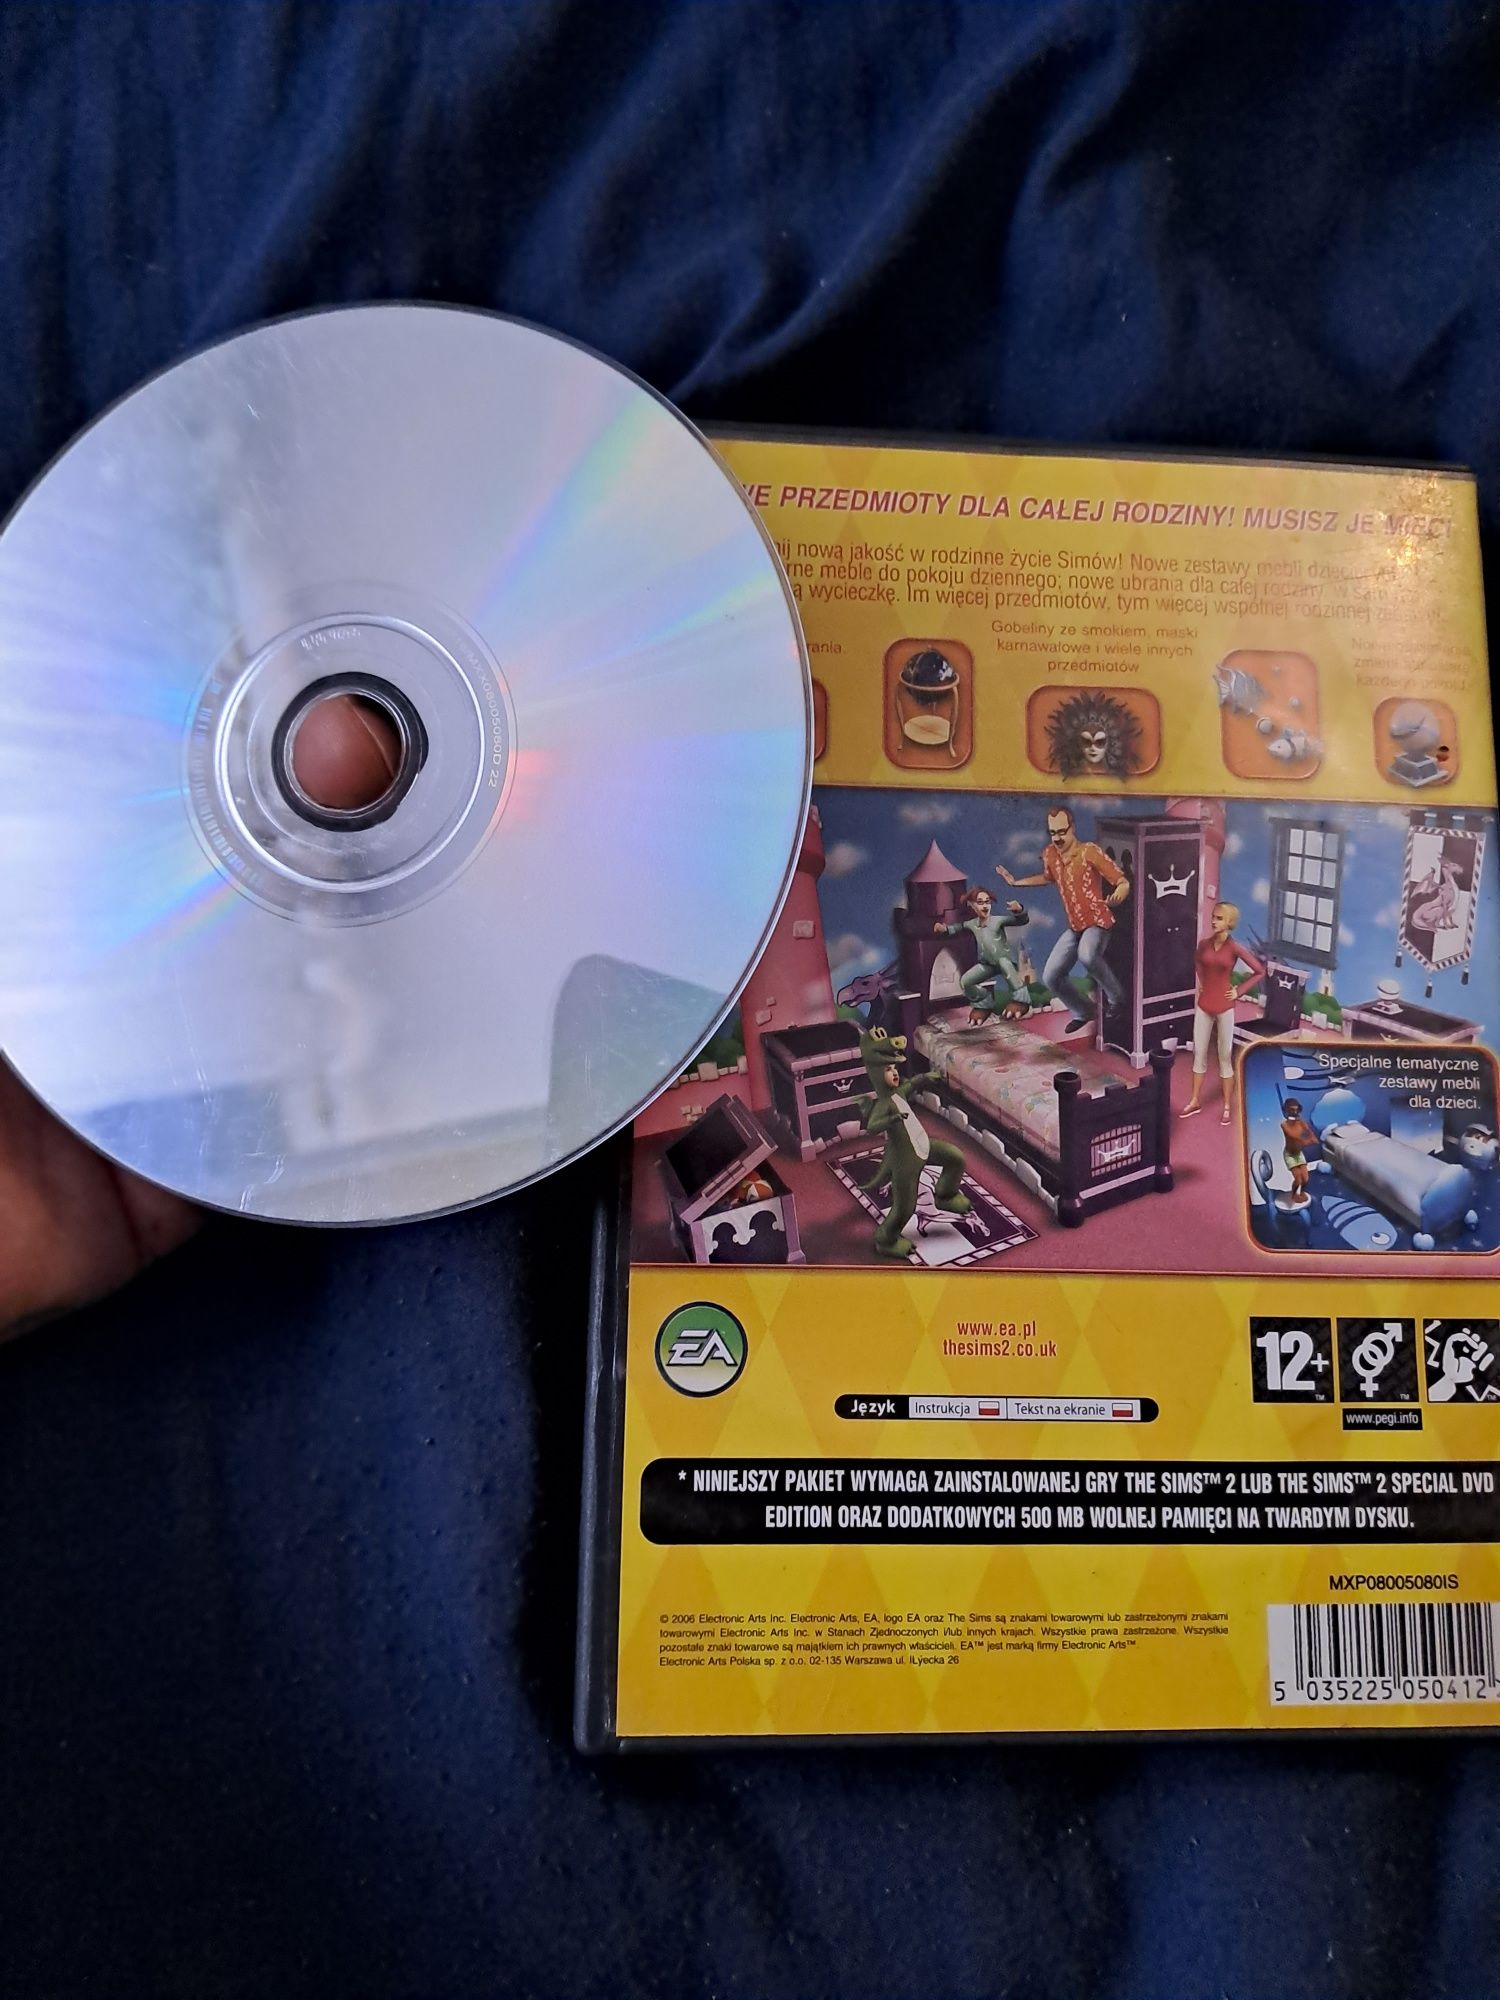 PRZEDMIOTY DLA CAŁEJ RODZINY! MUSISZ JE MIEĆ!
nową jakość w rodzinne życie Simów! Nowe zestawy mebli
meble do pokoju dziennego; nowe ubrania dla całej rodziny, w sam
wycieczkę. Im więcej przedmiotów, tym więcej wspólnej rodzinnej
Gobeliny ze smokiem, maski
karnawałowe i wiele innych
przedmiotów
Specjalne tematyczne
zestawy mebli
dla dzieci.
MXX08005080D 22
EA
www.ea.pl
thesims2.co.uk
12+
www.pegi.info
Język Instrukcja Tekst na ekranie
* NINIEJSZY PAKIET WYMAGA ZAINSTALOWANEJ GRY THE SIMS™ 2 LUB THE SIMS™ 2 SPECIAL DVD
EDITION ORAZ DODATKOWYCH 500 MB WOLNEJ PAMIĘCI NA TWARDYM DYSKU.
MXP08005080IS
© 2006 Electronic Arts Inc. Electronic Arts, EA, logo EA oraz The Sims są znakami towarowymi lub zastrzeżonymi znakami
towarowymi Electronic Arts Inc. w Stanach Zjednoczonych i/lub innych krajach. Wszystkie prawa zastrzeżone. Wszystkie
pozostałe znaki towarowe są majątkiem ich prawnych właścicieli. EA™ jest marką firmy Electronic Arts™.
Electronic Arts Polska sp. z o.o. 02-135 Warszawa ul. Iłyecka 26
5 035225 050412